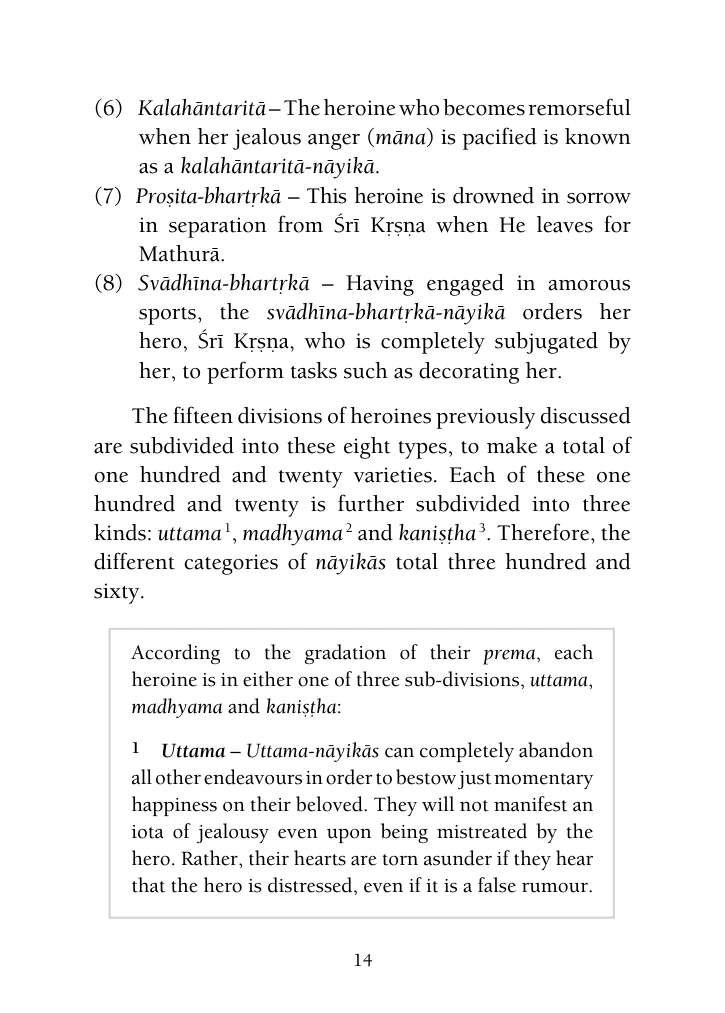 (6) Kalahāntaritā – The heroine who becomes remorseful
when her jealous anger (māna) is pacified is known
as a kalahāntaritā-nāyikā.
(7) Proṣita-bhartṛkā – This heroine is drowned in sorrow
in separation from Śrī Kṛṣṇa when He leaves for
Mathurā.
(8) Svādhīna-bhartṛkā – Having engaged in amorous
sports, the svādhīna-bhartṛkā-nāyikā orders her
hero, Śrī Kṛṣṇa, who is completely subjugated by
her, to perform tasks such as decorating her.
The fifteen divisions of heroines previously discussed
are subdivided into these eight types, to make a total of
one hundred and twenty varieties. Each of these one
hundred and twenty is further subdivided into three
kinds: uttama¹, madhyama² and kaniṣṭha³. Therefore, the
different categories of nāyikās total three hundred and
sixty.
According to the gradation of their prema, each
heroine is in either one of three sub-divisions, uttama,
madhyama and kaniṣṭha:
1 Uttama – Uttama-nāyikās can completely abandon
all other endeavours in order to bestow just momentary
happiness on their beloved. They will not manifest an
iota of jealousy even upon being mistreated by the
hero. Rather, their hearts are torn asunder if they hear
that the hero is distressed, even if it is a false rumour.
14